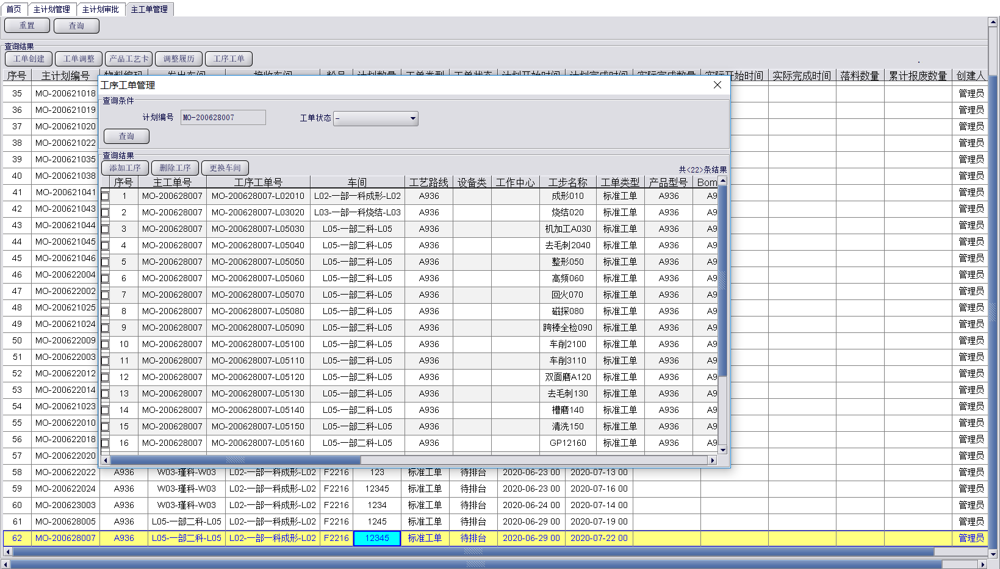 首页 主计划管理 主计划审批 主工单管理
重置 查询
查询结果
工单创建 工单调整 产品工艺卡 调整履历 工序工单
序号 主计划编号 物料编码 发出车间 接收车间 粉号 计划数量 工单类型 工单状态 计划开始时间 计划完成时间 实际完成数量 实际开始时间 实际完成时间 落料数量 累计报废数量 创建人
工序工单管理
35 MO-200621018 管理员
查询条件
36 MO-200621019 管理员
计划编号 MO-200628007 工单状态 -
37 MO-200621020 管理员
查询
38 MO-200621022 管理员
查询结果
39 MO-200621035 管理员
添加工序 删除工序 更换车间
共<22>条结果
40 MO-200621038 管理员
序号 主工单号 工序工单号 车间 工艺路线 设备类 工作中心 工步名称 工单类型 产品型号 Bom
41 MO-200621041 管理员
1 MO-200628007 MO-200628007-L02010 L02-一部一科成形-L02 A936 成形010 标准工单 A936 A9
42 MO-200621043 管理员
2 MO-200628007 MO-200628007-L03020 L03-一部一科烧结-L03 A936 烧结020 标准工单 A936 A9
43 MO-200621044 管理员
3 MO-200628007 MO-200628007-L05030 L05-一部二科-L05 A936 机加工A030 标准工单 A936 A9
44 MO-200621045 管理员
4 MO-200628007 MO-200628007-L05040 L05-一部二科-L05 A936 去毛刺2040 标准工单 A936 A9
45 MO-200621046 管理员
5 MO-200628007 MO-200628007-L05050 L05-一部二科-L05 A936 整形050 标准工单 A936 A9
46 MO-200622004 管理员
6 MO-200628007 MO-200628007-L05060 L05-一部二科-L05 A936 高频060 标准工单 A936 A9
47 MO-200622002 管理员
7 MO-200628007 MO-200628007-L05070 L05-一部二科-L05 A936 回火070 标准工单 A936 A9
48 MO-200621025 管理员
8 MO-200628007 MO-200628007-L05080 L05-一部二科-L05 A936 磁探080 标准工单 A936 A9
49 MO-200621024 管理员
9 MO-200628007 MO-200628007-L05090 L05-一部二科-L05 A936 跨棒全检090 标准工单 A936 A9
50 MO-200622009 管理员
10 MO-200628007 MO-200628007-L05100 L05-一部二科-L05 A936 车削2100 标准工单 A936 A9
51 MO-200622003 管理员
11 MO-200628007 MO-200628007-L05110 L05-一部二科-L05 A936 车削3110 标准工单 A936 A9
52 MO-200622012 管理员
12 MO-200628007 MO-200628007-L05120 L05-一部二科-L05 A936 双面磨A120 标准工单 A936 A9
53 MO-200622014 管理员
13 MO-200628007 MO-200628007-L05130 L05-一部二科-L05 A936 去毛刺130 标准工单 A936 A9
54 MO-200621023 管理员
14 MO-200628007 MO-200628007-L05140 L05-一部二科-L05 A936 槽磨140 标准工单 A936 A9
55 MO-200622010 管理员
15 MO-200628007 MO-200628007-L05150 L05-一部二科-L05 A936 清洗150 标准工单 A936 A9
56 MO-200622018 管理员
16 MO-200628007 MO-200628007-L05160 L05-一部二科-L05 A936 GP12160 标准工单 A936 A9
57 MO-200622020 管理员
58 MO-200622022 A936 W03-瑾科-W03 L02-一部一科成形-L02 F2216 123 标准工单 待排台 2020-06-23 00 2020-07-13 00 管理员
59 MO-200622024 A936 W03-瑾科-W03 L02-一部一科成形-L02 F2216 12345 标准工单 待排台 2020-06-23 00 2020-07-16 00 管理员
60 MO-200623003 A936 W03-瑾科-W03 L02-一部一科成形-L02 F2216 1234 标准工单 待排台 2020-06-24 00 2020-07-14 00 管理员
61 MO-200628005 A936 L05-一部二科-L05 L02-一部一科成形-L02 F2216 1245 标准工单 待排台 2020-06-29 00 2020-07-19 00 管理员
62 MO-200628007 A936 L05-一部二科-L05 L02-一部一科成形-L02 F2216 12345 标准工单 待排台 2020-06-29 00 2020-07-22 00 管理员